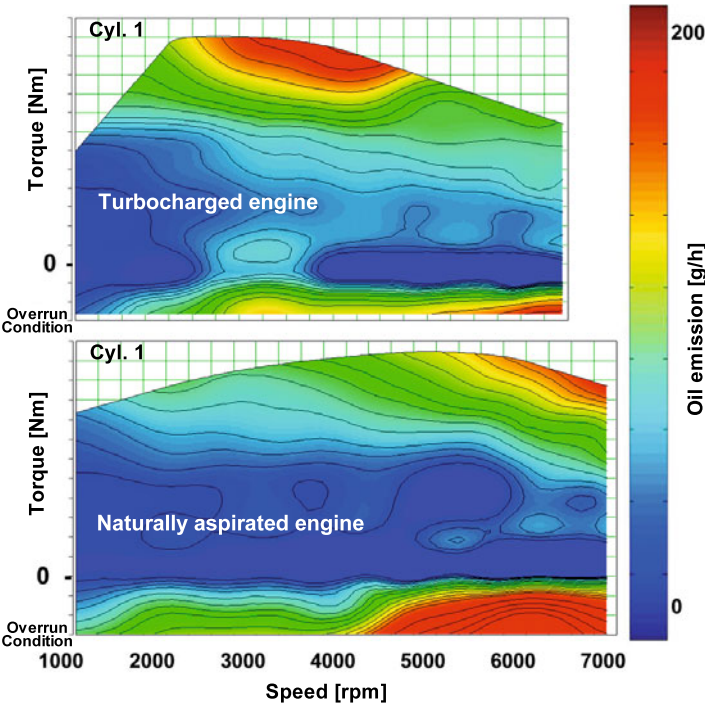 Cyl. 1
Torque [Nm]
Turbocharged engine
0
Overrun
Condition
Cyl. 1
Torque [Nm]
Naturally aspirated engine
0
Overrun
Condition
1000 2000 3000 4000 5000 6000 7000
Speed [rpm]
200
Oil emission [g/h]
0